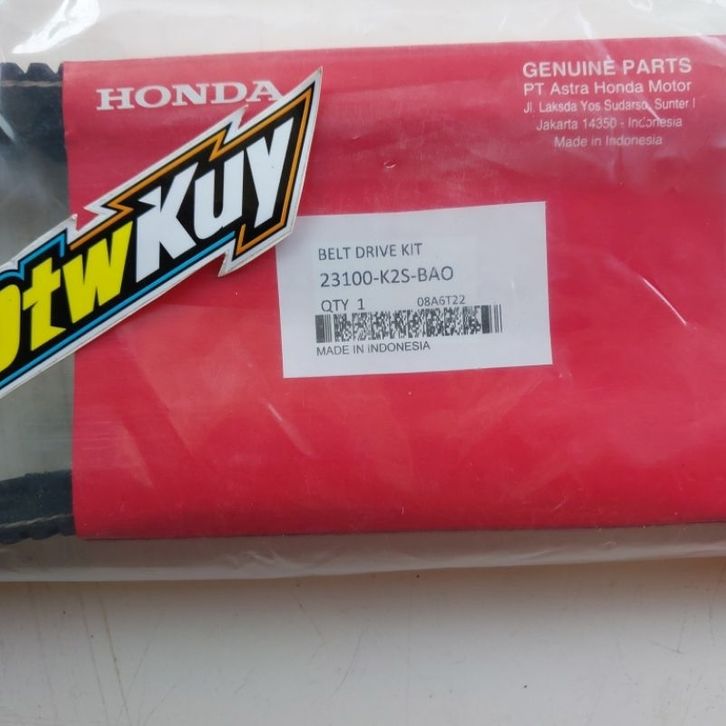 HONDA
GENUINE PARTS
PT Astra Honda Motor
Jl. Laksda Yos Sudarso, Sunter I
Jakarta 14350 - Indonesia
Made in Indonesia
OtwKuy
BELT DRIVE KIT
23100-K2S-BAO
QTY 1
08A6T22
MADE IN INDONESIA